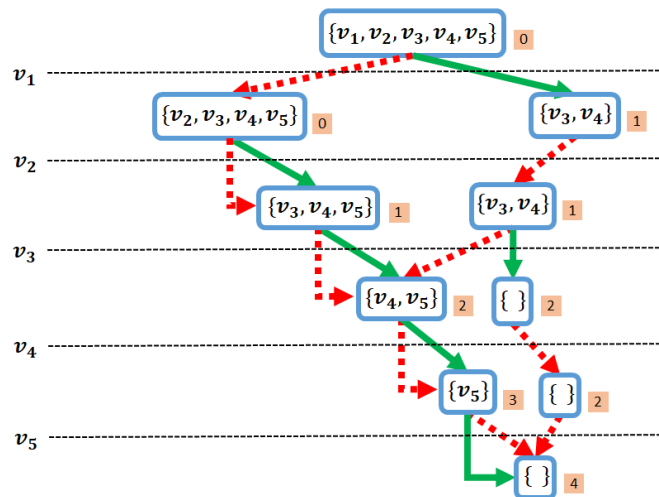 {v₁, v₂, v₃, v₄, v₅} 0
v₁
{v₂, v₃, v₄, v₅} 0 {v₃, v₄} 1
v₂
{v₃, v₄, v₅} 1 {v₃, v₄} 1
v₃
{v₄, v₅} 2 { } 2
v₄
{v₅} 3 { } 2
v₅
{ } 4